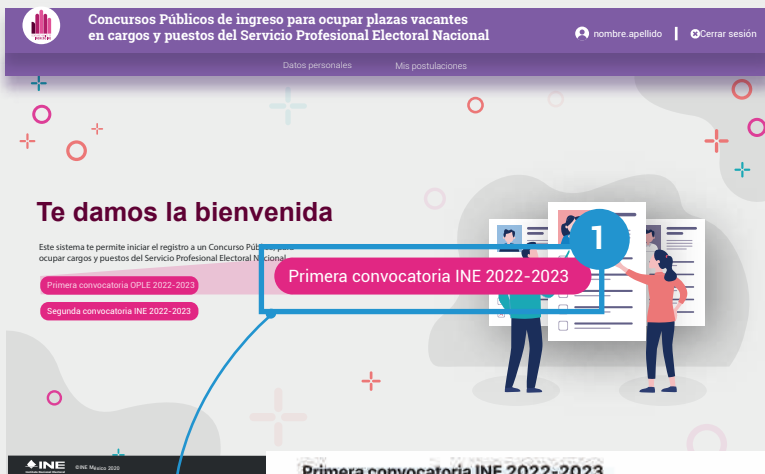 Concursos Públicos de ingreso para ocupar plazas vacantes
en cargos y puestos del Servicio Profesional Electoral Nacional
nombre.apellido
Cerrar sesión
Datos personales
Mis postulaciones
Te damos la bienvenida
Este sistema te permite iniciar el registro a un Concurso
ocupar cargos y puestos del Servicio Profesional Electoral
Primera convocatoria INE 2022-2023
1
Primera convocatoria OPLE 2022-2023
Segunda convocatoria INE 2022-2023
INE
©INE México 2020
Primera convocatoria INE 2022-2023